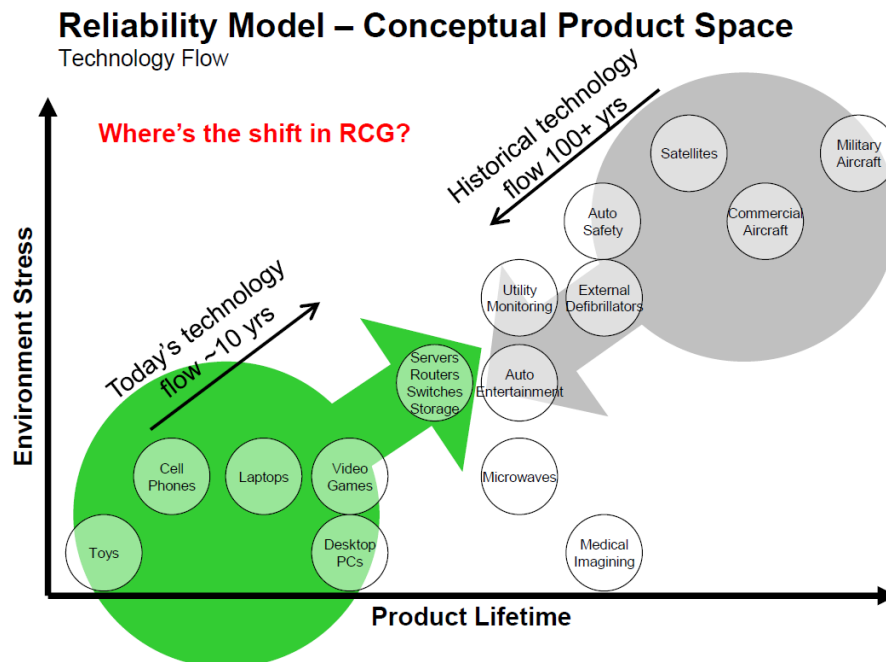 Reliability Model – Conceptual Product Space
Technology Flow
Where's the shift in RCG?
Historical technology
flow 100+ yrs
Satellites
Military
Aircraft
Auto
Safety
Commercial
Aircraft
Today's technology
flow ~10 yrs
Utility
Monitoring
External
Defibrillators
Servers
Routers
Switches
Storage
Auto
Entertainment
Cell
Phones
Laptops
Video
Games
Microwaves
Toys
Desktop
PCs
Medical
Imagining
Environment Stress
Product Lifetime